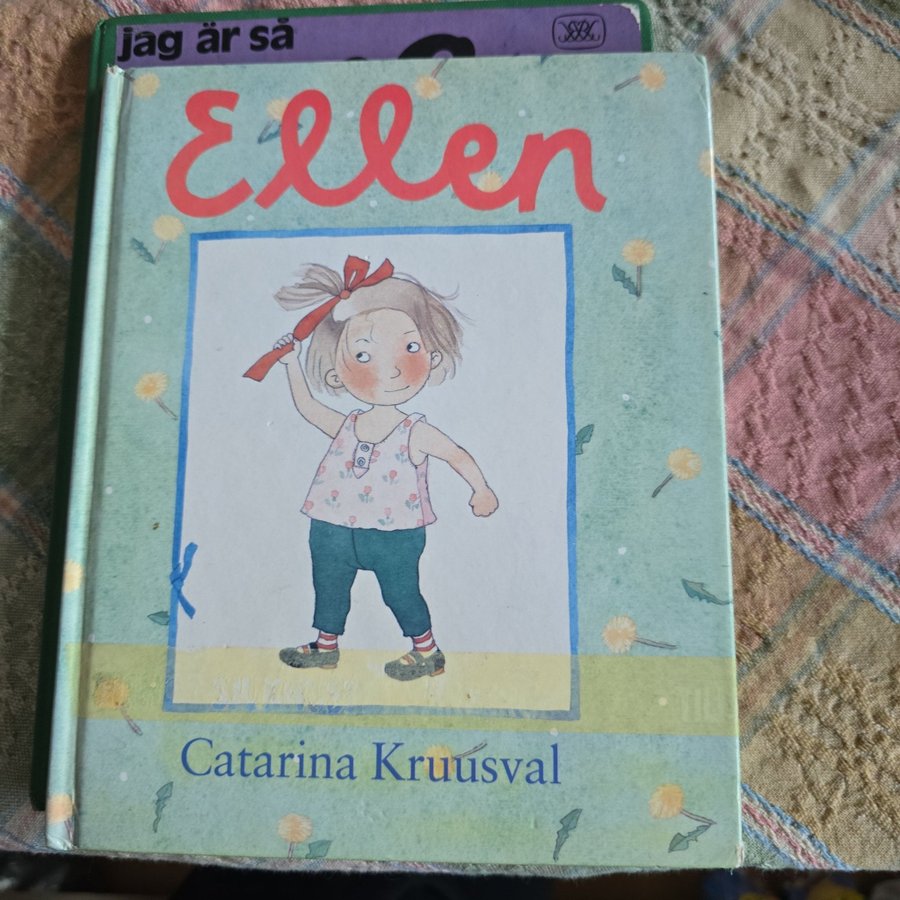 jag är så
Ellen
Catarina Kruusval